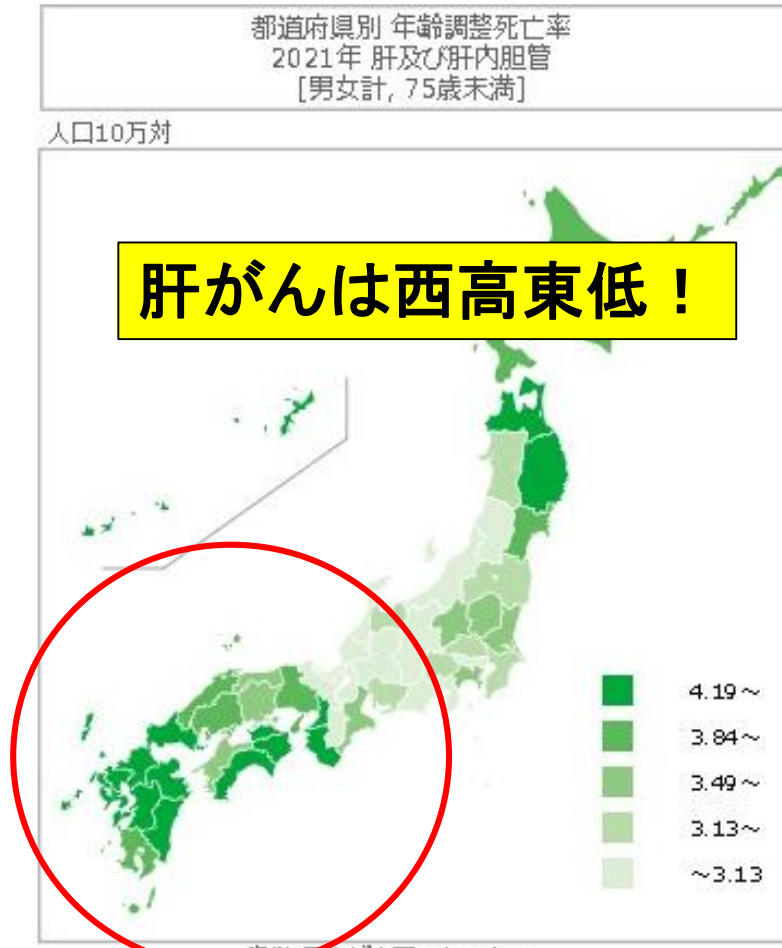 都道府県別 年齢調整死亡率
2021年 肝及び肝内胆管
[男女計, 75歳未満]
人口10万対
肝がんは西高東低！
4.19～
3.84～
3.49～
3.13～
～3.13